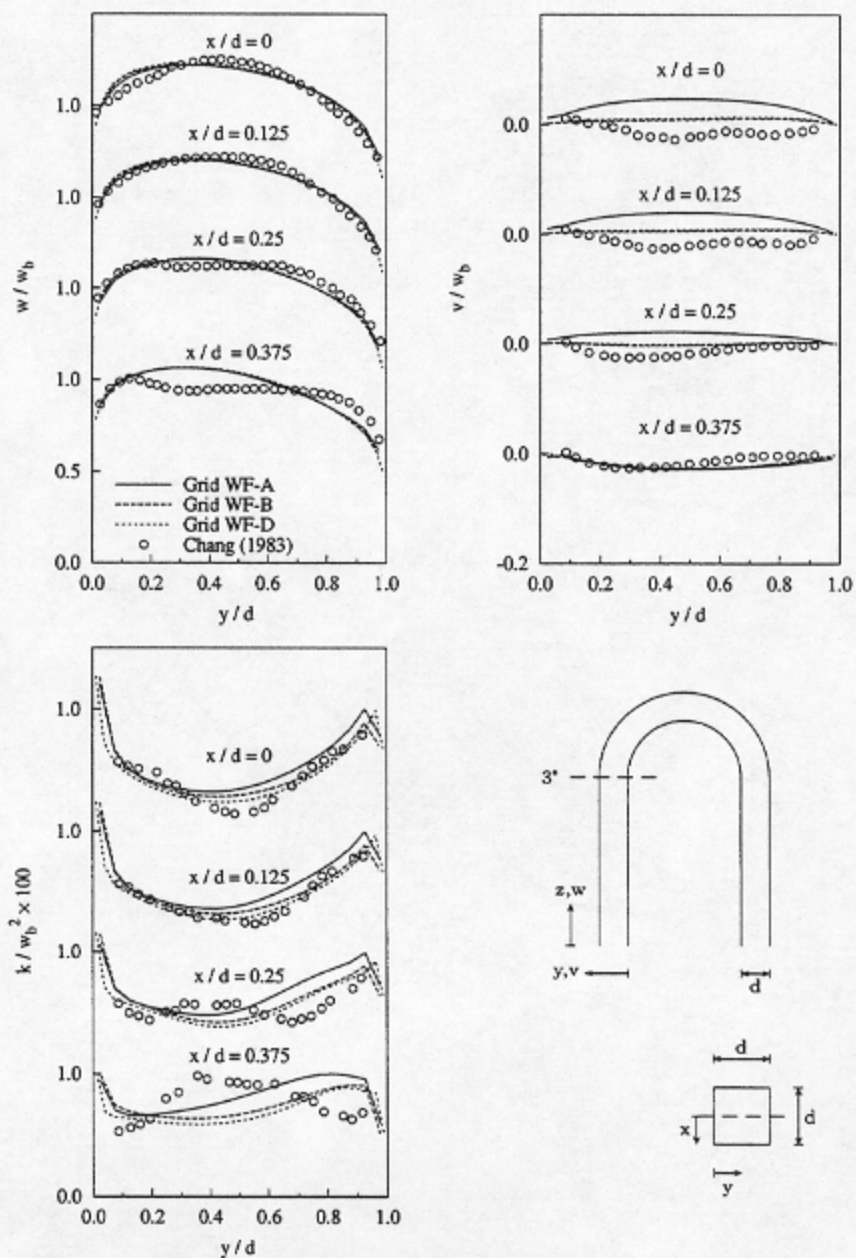 x / d = 0
1.0
x / d = 0.125
1.0
x / d = 0.25
1.0
x / d = 0.375
1.0
0.5
0.0
w / w_b
Grid WF-A
Grid WF-B
Grid WF-D
Chang (1983)
0.0 0.2 0.4 0.6 0.8 1.0
y / d
x / d = 0
0.0
x / d = 0.125
0.0
x / d = 0.25
0.0
x / d = 0.375
0.0
-0.2
v / w_b
0.0 0.2 0.4 0.6 0.8 1.0
y / d
1.0
x / d = 0
1.0
x / d = 0.125
1.0
x / d = 0.25
1.0
x / d = 0.375
0.0
k / w_b² × 100
0.0 0.2 0.4 0.6 0.8 1.0
y / d
3°
z,w
y,v
d
d
x
d
y